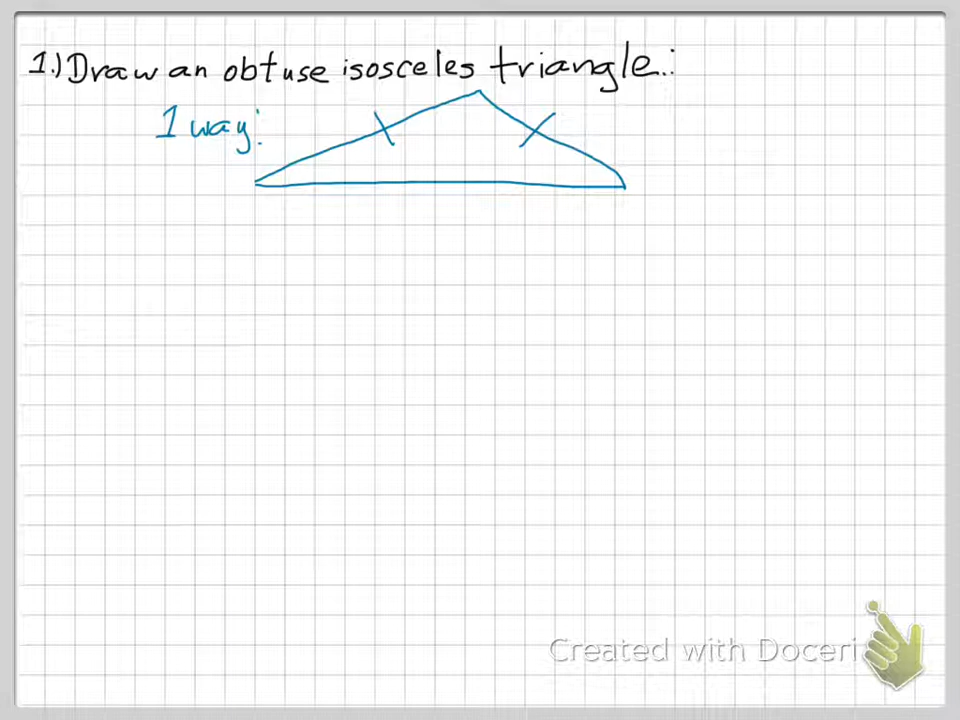 1.) Draw an obtuse isosceles triangle..:
1 way:
Created with Doceri